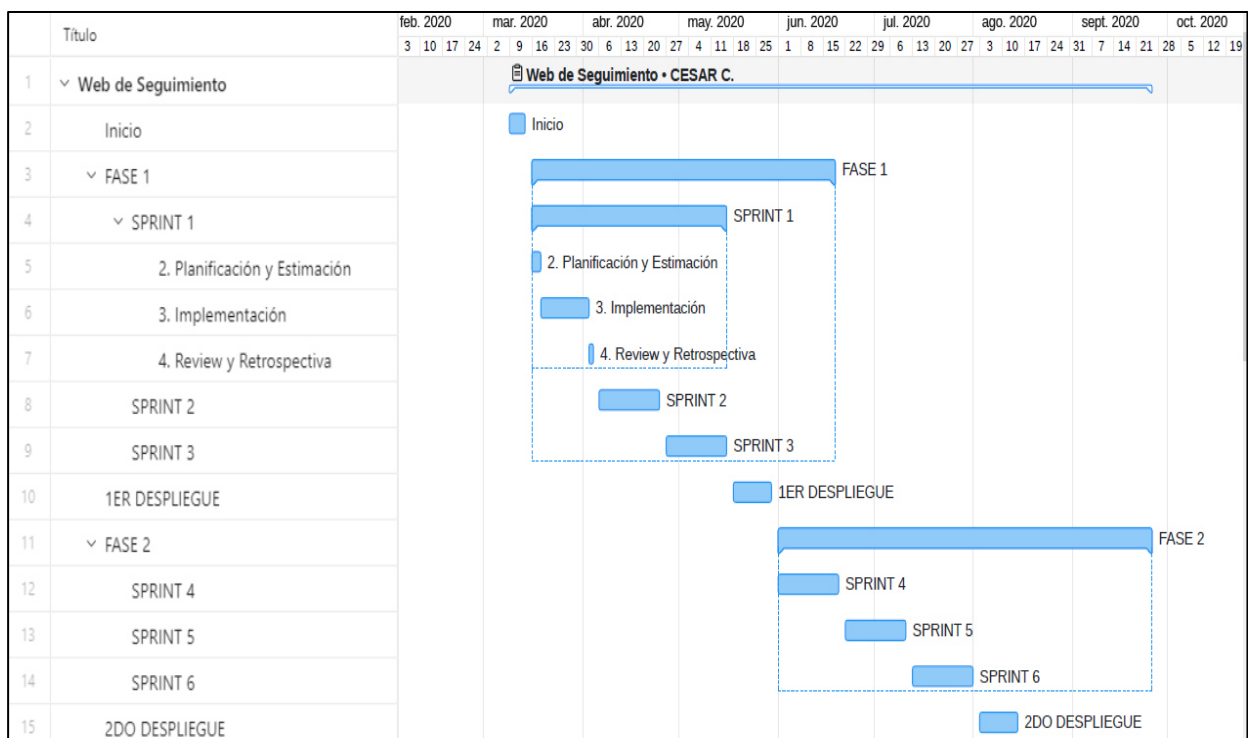 Título
feb. 2020 mar. 2020 abr. 2020 may. 2020 jun. 2020 jul. 2020 ago. 2020 sept. 2020 oct. 2020
3 10 17 24 2 9 16 23 30 6 13 20 27 4 11 18 25 1 8 15 22 29 6 13 20 27 3 10 17 24 31 7 14 21 28 5 12 19
1 Web de Seguimiento Web de Seguimiento • CESAR C.
2 Inicio Inicio
3 FASE 1 FASE 1
4 SPRINT 1 SPRINT 1
5 2. Planificación y Estimación 2. Planificación y Estimación
6 3. Implementación 3. Implementación
7 4. Review y Retrospectiva 4. Review y Retrospectiva
8 SPRINT 2 SPRINT 2
9 SPRINT 3 SPRINT 3
10 1ER DESPLIEGUE 1ER DESPLIEGUE
11 FASE 2 FASE 2
12 SPRINT 4 SPRINT 4
13 SPRINT 5 SPRINT 5
14 SPRINT 6 SPRINT 6
15 2DO DESPLIEGUE 2DO DESPLIEGUE